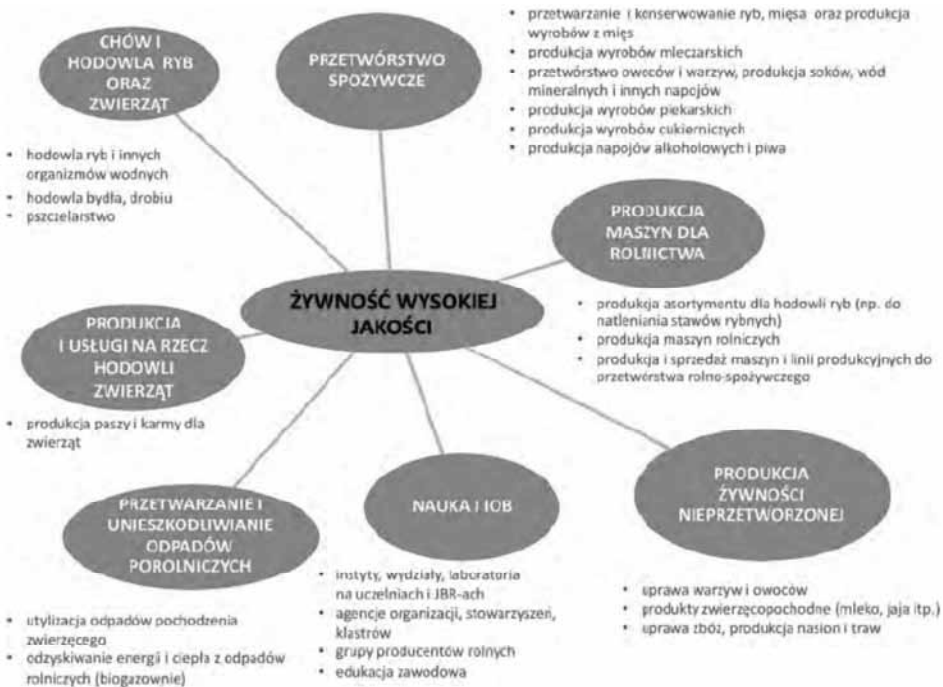 CHÓW I
HODOWLA RYB
ORAZ
ZWIERZĄT
• hodowla ryb i innych
organizmów wodnych
• hodowla bydła, drobiu
• pszczelarstwo
PRZETWÓRSTWO
SPOŻYWCZE
• przetwarzanie i konserwowanie ryb, mięsa oraz produkcja
wyrobów z mięs
• produkcja wyrobów mleczarskich
• przetwórstwo owoców i warzyw, produkcja soków, wód
mineralnych i innych napojów
• produkcja wyrobów piekarskich
• produkcja wyrobów cukierniczych
• produkcja napojów alkoholowych i piwa
PRODUKCJA
MASZYN DLA
ROLNICTWA
• produkcja asortymentu dla hodowli ryb (np. do
natleniania stawów rybnych)
• produkcja maszyn rolniczych
• produkcja i sprzedaż maszyn i linii produkcyjnych do
przetwórstwa rolno-spożywczego
ŻYWNOŚĆ WYSOKIEJ
JAKOŚCI
PRODUKCJA
I USŁUGI NA RZECZ
HODOWLI
ZWIERZĄT
• produkcja paszy i karmy dla
zwierząt
PRZETWARZANIE I
UNIESZKODLIWIANIE
ODPADÓW
POROLNICZYCH
• utylizacja odpadów pochodzenia
zwierzęcego
• odzyskiwanie energii i ciepła z odpadów
rolniczych (biogazownie)
NAUKA I IOB
• instyty, wydziały, laboratoria
na uczelniach i JBR-ach
• agencje organizacji, stowarzyszeń,
klastrów
• grupy producentów rolnych
• edukacja zawodowa
PRODUKCJA
ŻYWNOŚCI
NIEPRZETWORZONEJ
• uprawa warzyw i owoców
• produkty zwierzęcopochodne (mleko, jaja itp.)
• uprawa zbóż, produkcja nasion i traw